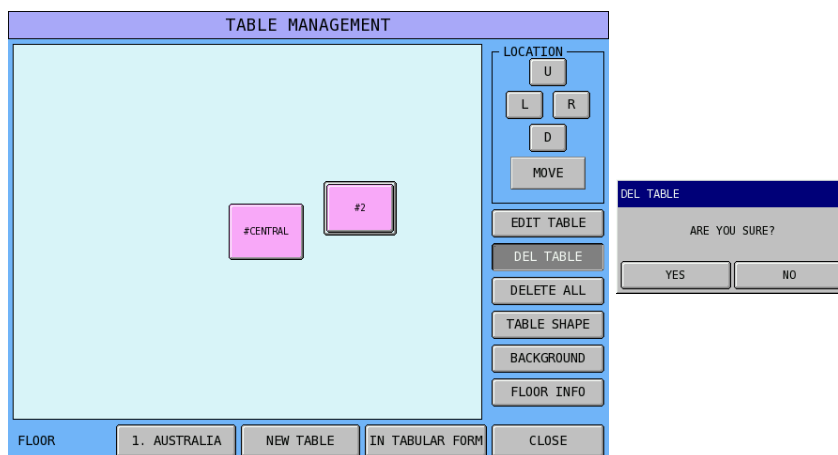 TABLE MANAGEMENT
LOCATION
U
L R
D
MOVE
#2
#CENTRAL
EDIT TABLE
DEL TABLE
DELETE ALL
TABLE SHAPE
BACKGROUND
FLOOR INFO
FLOOR 1. AUSTRALIA NEW TABLE IN TABULAR FORM CLOSE
DEL TABLE
ARE YOU SURE?
YES NO